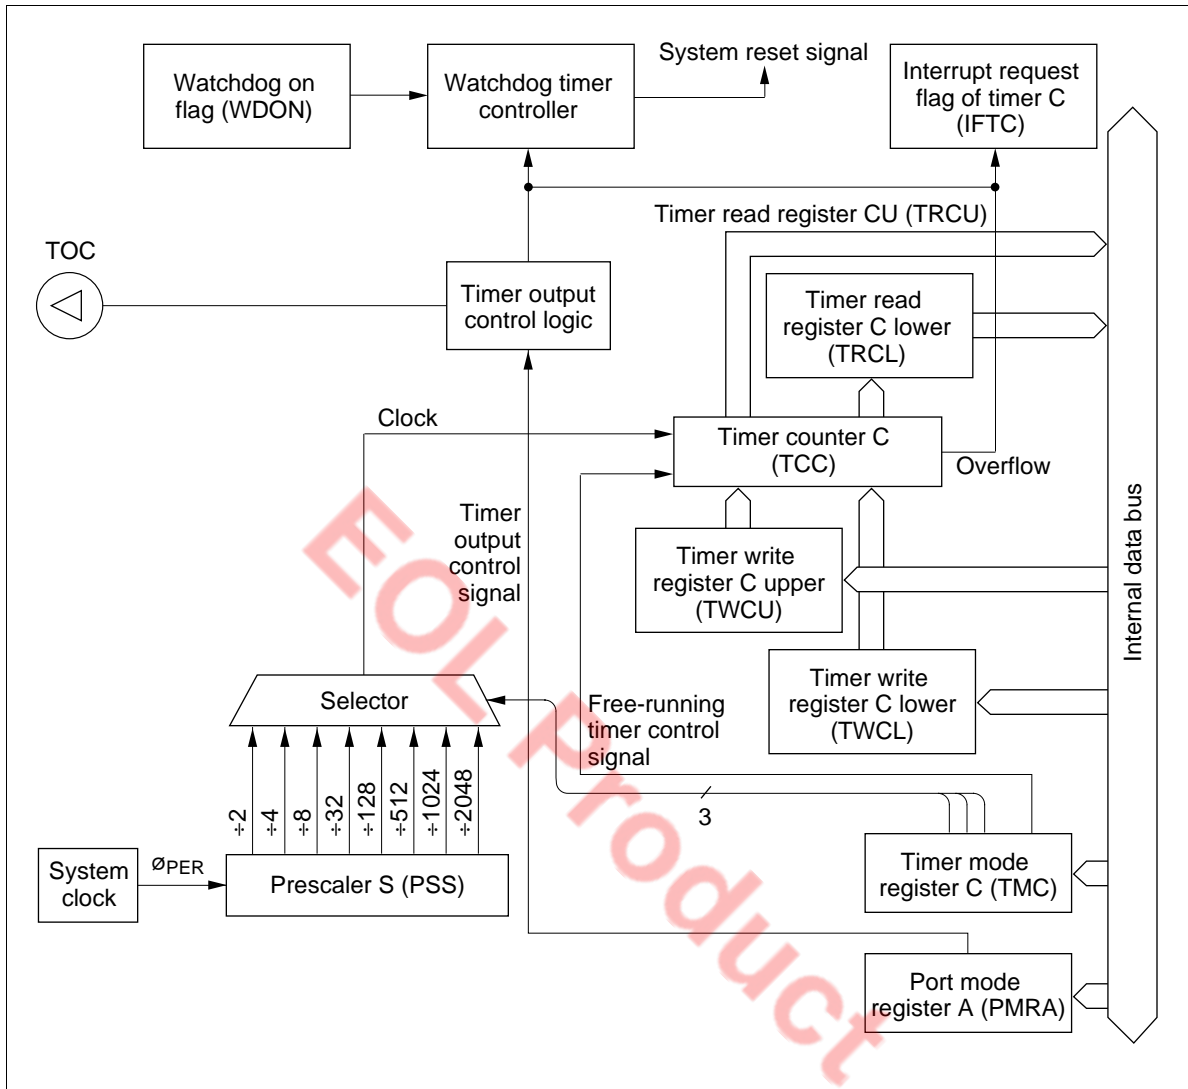 System reset signal
Watchdog on
flag (WDON)
Watchdog timer
controller
Interrupt request
flag of timer C
(IFTC)
Timer read register CU (TRCU)
TOC
Timer output
control logic
Timer read
register C lower
(TRCL)
Clock
Timer counter C
(TCC)
Overflow
Timer
output
control
signal
Timer write
register C upper
(TWCU)
Internal data bus
Timer write
register C lower
(TWCL)
Selector
Free-running
timer control
signal
÷2
÷4
÷8
÷32
÷128
÷512
÷1024
÷2048
3
System
clock
ØPER
Prescaler S (PSS)
Timer mode
register C (TMC)
Port mode
register A (PMRA)
EOL Product